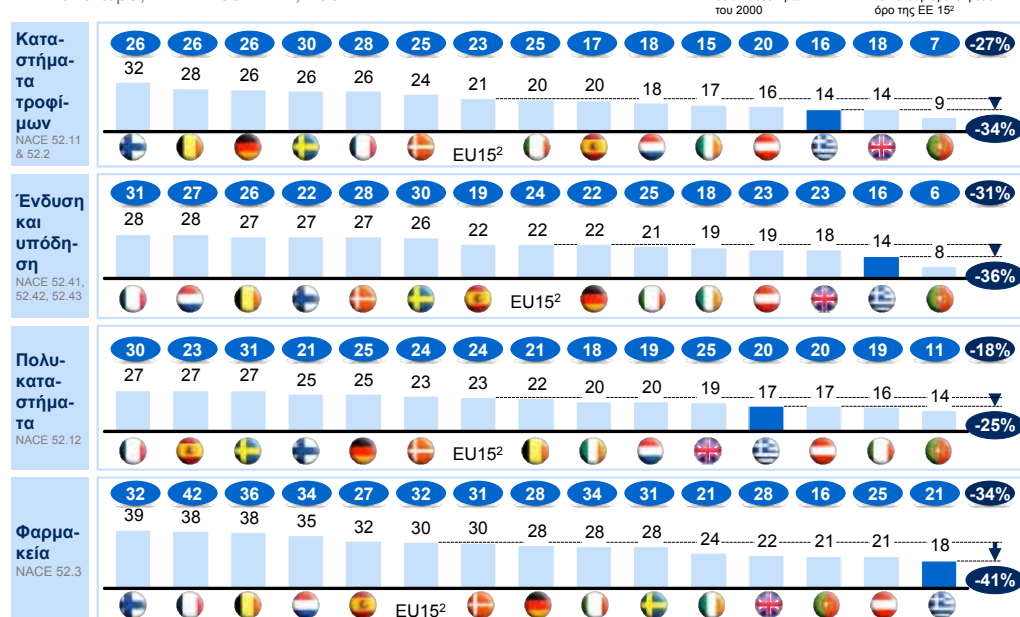 του 2000
όρο της ΕΕ 15²
Κατα-
στήμα-
τα
τροφί-
μων
NACE 52.11
& 52.2
26 26 26 30 28 25 23 25 17 18 15 20 16 18 7 -27%
32 28 26 26 26 24 21 20 20 18 17 16 14 14 9
-34%
EU15²
Ένδυση
και
υπόδη-
ση
NACE 52.41,
52.42, 52.43
31 27 26 22 28 30 19 24 22 25 18 23 23 16 6 -31%
28 28 27 27 27 26 22 22 22 21 19 19 18 14 8
-36%
EU15²
Πολυ-
κατα-
στήμα-
τα
NACE 52.12
30 23 31 21 25 24 24 21 18 19 25 20 20 19 11 -18%
27 27 27 25 25 23 23 22 20 20 19 17 17 16 14
-25%
EU15²
Φαρμα-
κεία
NACE 52.3
32 42 36 34 27 32 31 28 34 31 21 28 16 25 21 -34%
39 38 38 35 32 30 30 28 28 28 24 22 21 21 18
-41%
EU15²